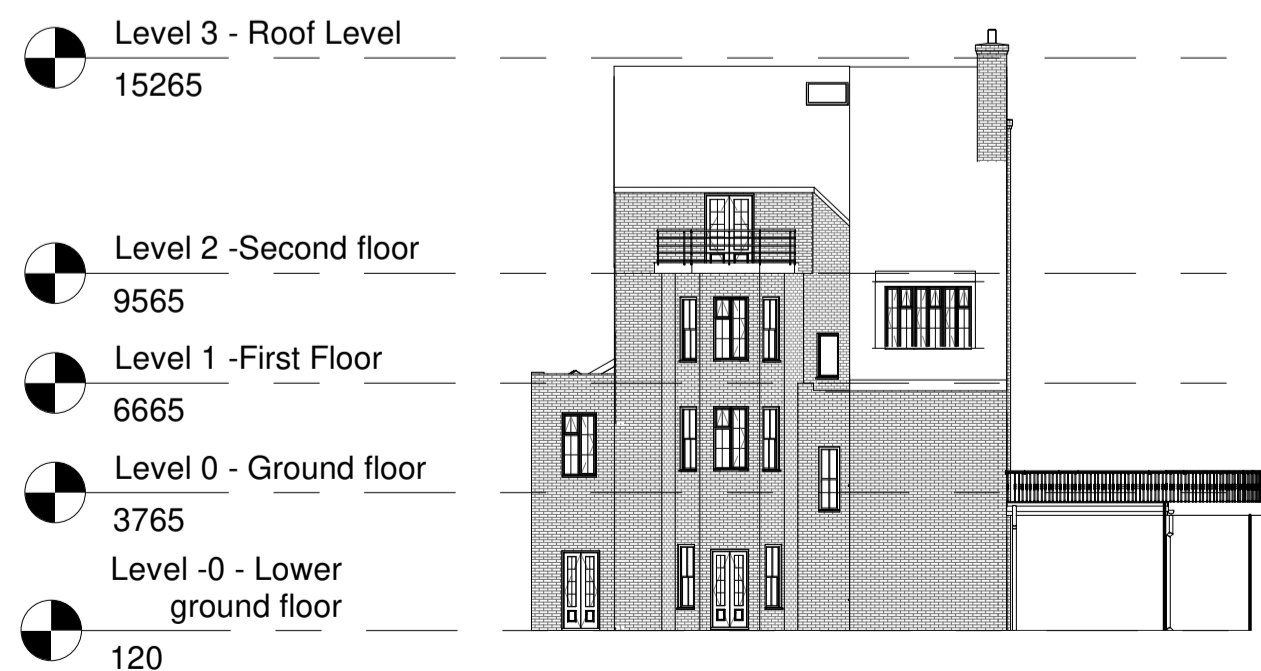 Level 3 - Roof Level
15265
Level 2 -Second floor
9565
Level 1 -First Floor
6665
Level 0 - Ground floor
3765
Level -0 - Lower
ground floor
120